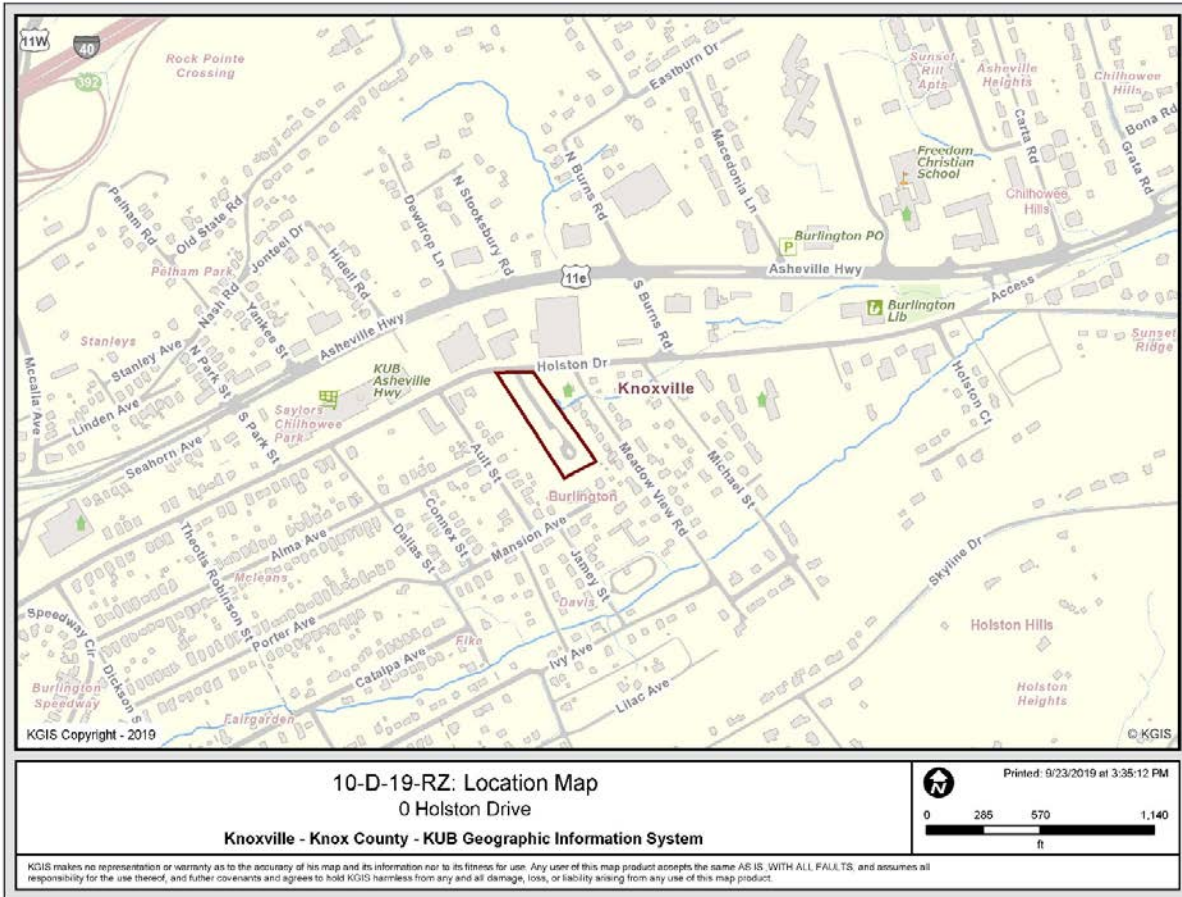 11W
40
392
Rock Pointe
Crossing
Eastburn Dr
Sunset
Rill
Apts
Asheville
Heights
Chilhowee
Hills
Bona Rd
Carta Rd
Grata Rd
Macedonia Ln
N Burns Rd
Freedom
Christian
School
Chilhowee
Hills
Pelham Rd
Old State Rd
Dewdrop Ln
N Stooksbury Rd
Jonteel Dr
Hidell Rd
Pelham Park
P
Burlington PO
Asheville Hwy
11e
Access
Nash Rd
Yankee St
Asheville Hwy
S Burns Rd
Burlington
Lib
Stanleys
Stanley Ave
N Park St
Sunset
Ridge
Mccalla Ave
Linden Ave
KUB
Asheville
Hwy
Holston Dr
Knoxville
Holston Ct
Saylors
Chilhowee
Park
S Park St
Seahorn Ave
Ault St
Meadow View Rd
Michael St
Burlington
Connex St
Mansion Ave
Dallas St
Alma Ave
Theotis Robinson St
Mcleans
Jamey St
Skyline Dr
Davis
Speedway Cir
Porter Ave
Fike
Holston Hills
Dickson St
Catalpa Ave
Ivy Ave
Burlington
Speedway
Lilac Ave
Holston
Heights
Fairgarden
KGIS Copyright - 2019
© KGIS
10-D-19-RZ: Location Map
0 Holston Drive
Knoxville - Knox County - KUB Geographic Information System
N
Printed: 9/23/2019 at 3:35:12 PM
0 285 570 1,140
ft
KGIS makes no representation or warranty as to the accuracy of his map and its information nor to its fitness for use. Any user of this map product accepts the same AS IS ,WITH ALL FAULTS, and assumes all
responsibility for the use thereof, and futher covenants and agrees to hold KGIS harmless from any and all damage, loss, or liability arising from any use of this map product.